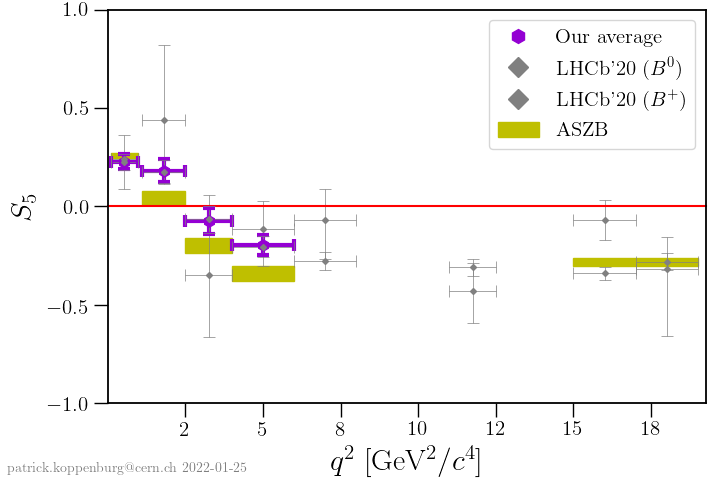 1.0
0.5
0.0
−0.5
−1.0
S5
Our average
LHCb'20 (B⁰)
LHCb'20 (B⁺)
ASZB
2 5 8 10 12 15 18
q² [GeV²/c⁴]
patrick.koppenburg@cern.ch 2022-01-25